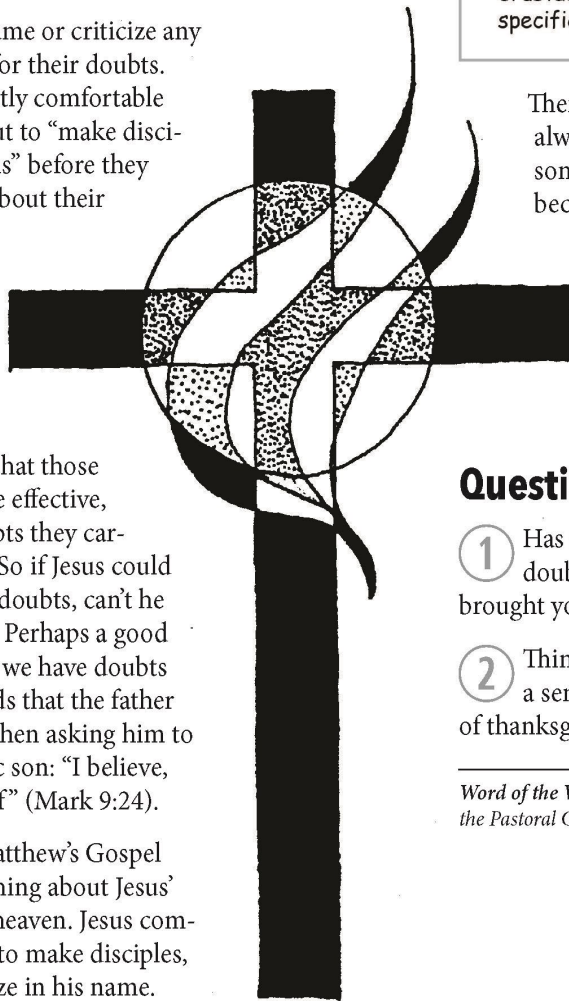 ame or criticize any
for their doubts.
tly comfortable
ut to “make disci-
s” before they
bout their
hat those
e effective,
bts they car-
So if Jesus could
doubts, can’t he
Perhaps a good
we have doubts
ds that the father
hen asking him to
c son: “I believe,
f” (Mark 9:24).
atthew’s Gospel
ning about Jesus’
heaven. Jesus com-
to make disciples,
ze in his name.
specific
The
alw
som
bec
Questi
1 Has
doub
brought yo
2 Thin
a ser
of thanksg
Word of the
the Pastoral